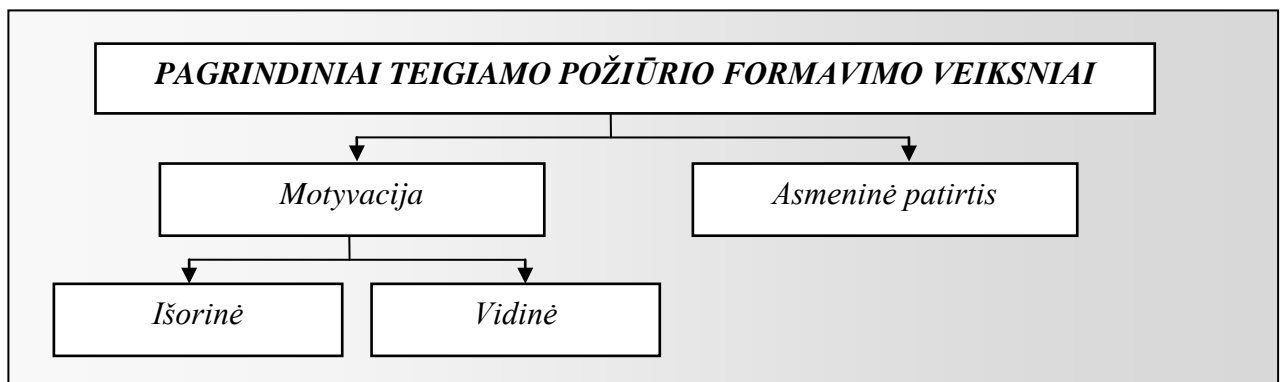 PAGRINDINIAI TEIGIAMO POŽIŪRIO FORMAVIMO VEIKSNIAI
Motyvacija
Asmeninė patirtis
Išorinė
Vidinė